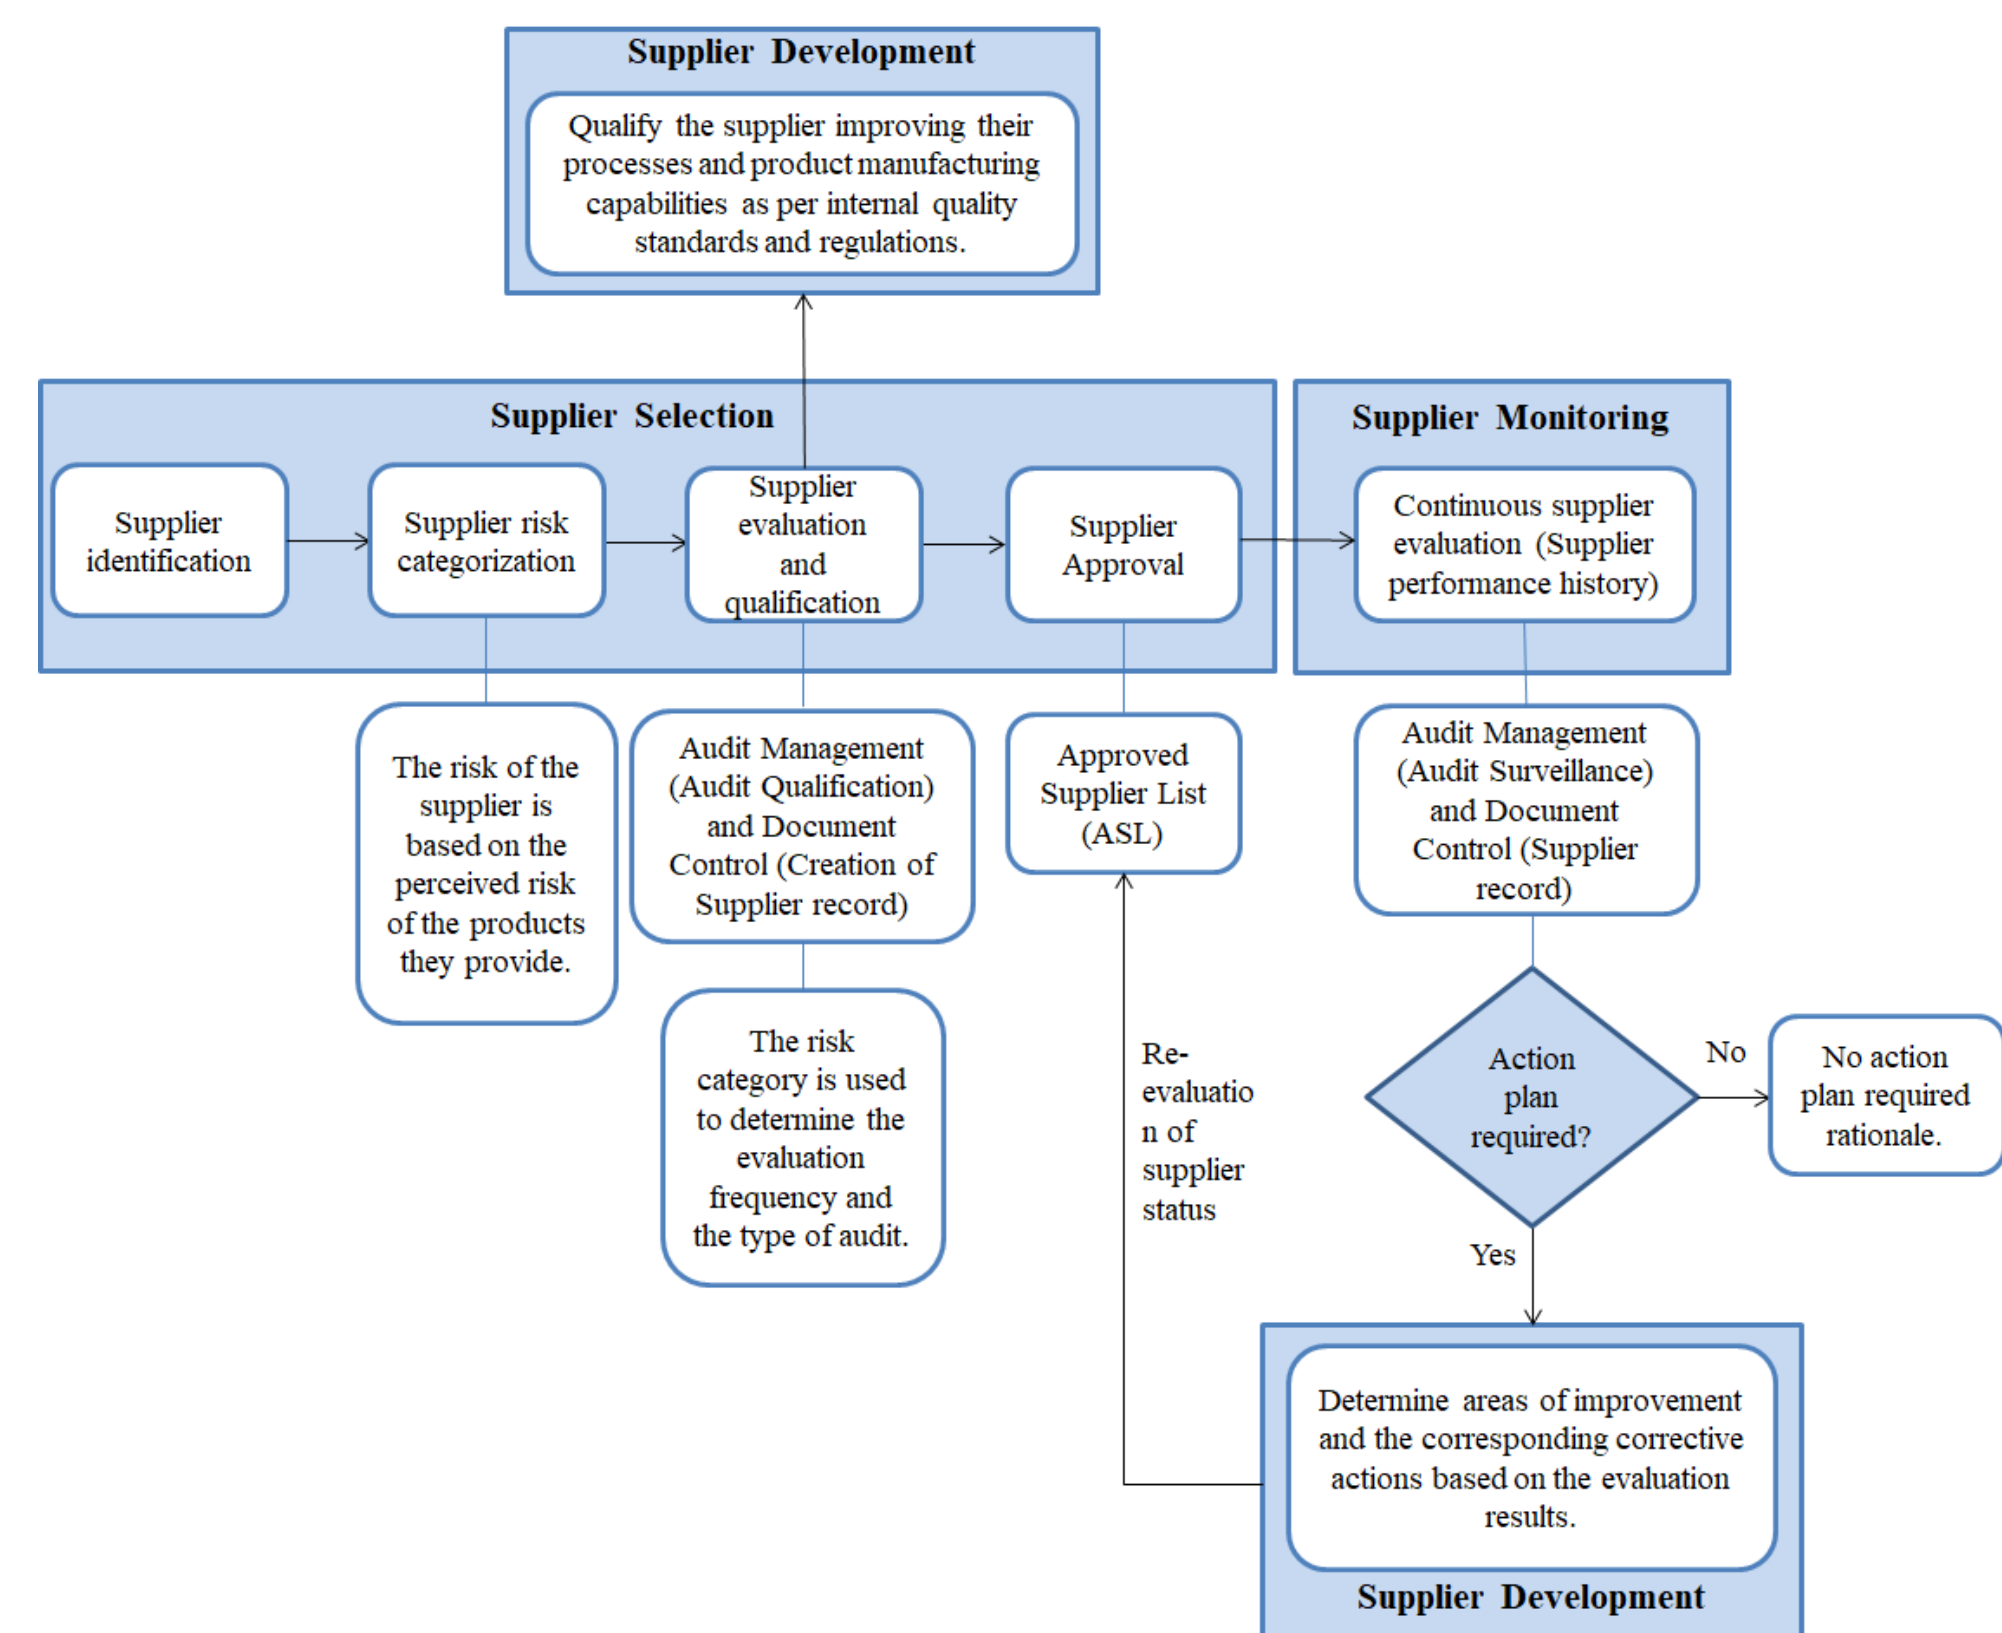 Supplier Development
Qualify the supplier improving their
processes and product manufacturing
capabilities as per internal quality
standards and regulations.
Supplier Selection
Supplier
identification
Supplier risk
categorization
Supplier
evaluation
and
qualification
Supplier
Approval
Supplier Monitoring
Continuous supplier
evaluation (Supplier
performance history)
The risk of the
supplier is
based on the
perceived risk
of the products
they provide.
Audit Management
(Audit Qualification)
and Document
Control (Creation of
Supplier record)
The risk
category is used
to determine the
evaluation
frequency and
the type of audit.
Approved
Supplier List
(ASL)
Re-
evaluatio
n of
supplier
status
Audit Management
(Audit Surveillance)
and Document
Control (Supplier
record)
Action
plan
required?
No
No action
plan required
rationale.
Yes
Determine areas of improvement
and the corresponding corrective
actions based on the evaluation
results.
Supplier Development